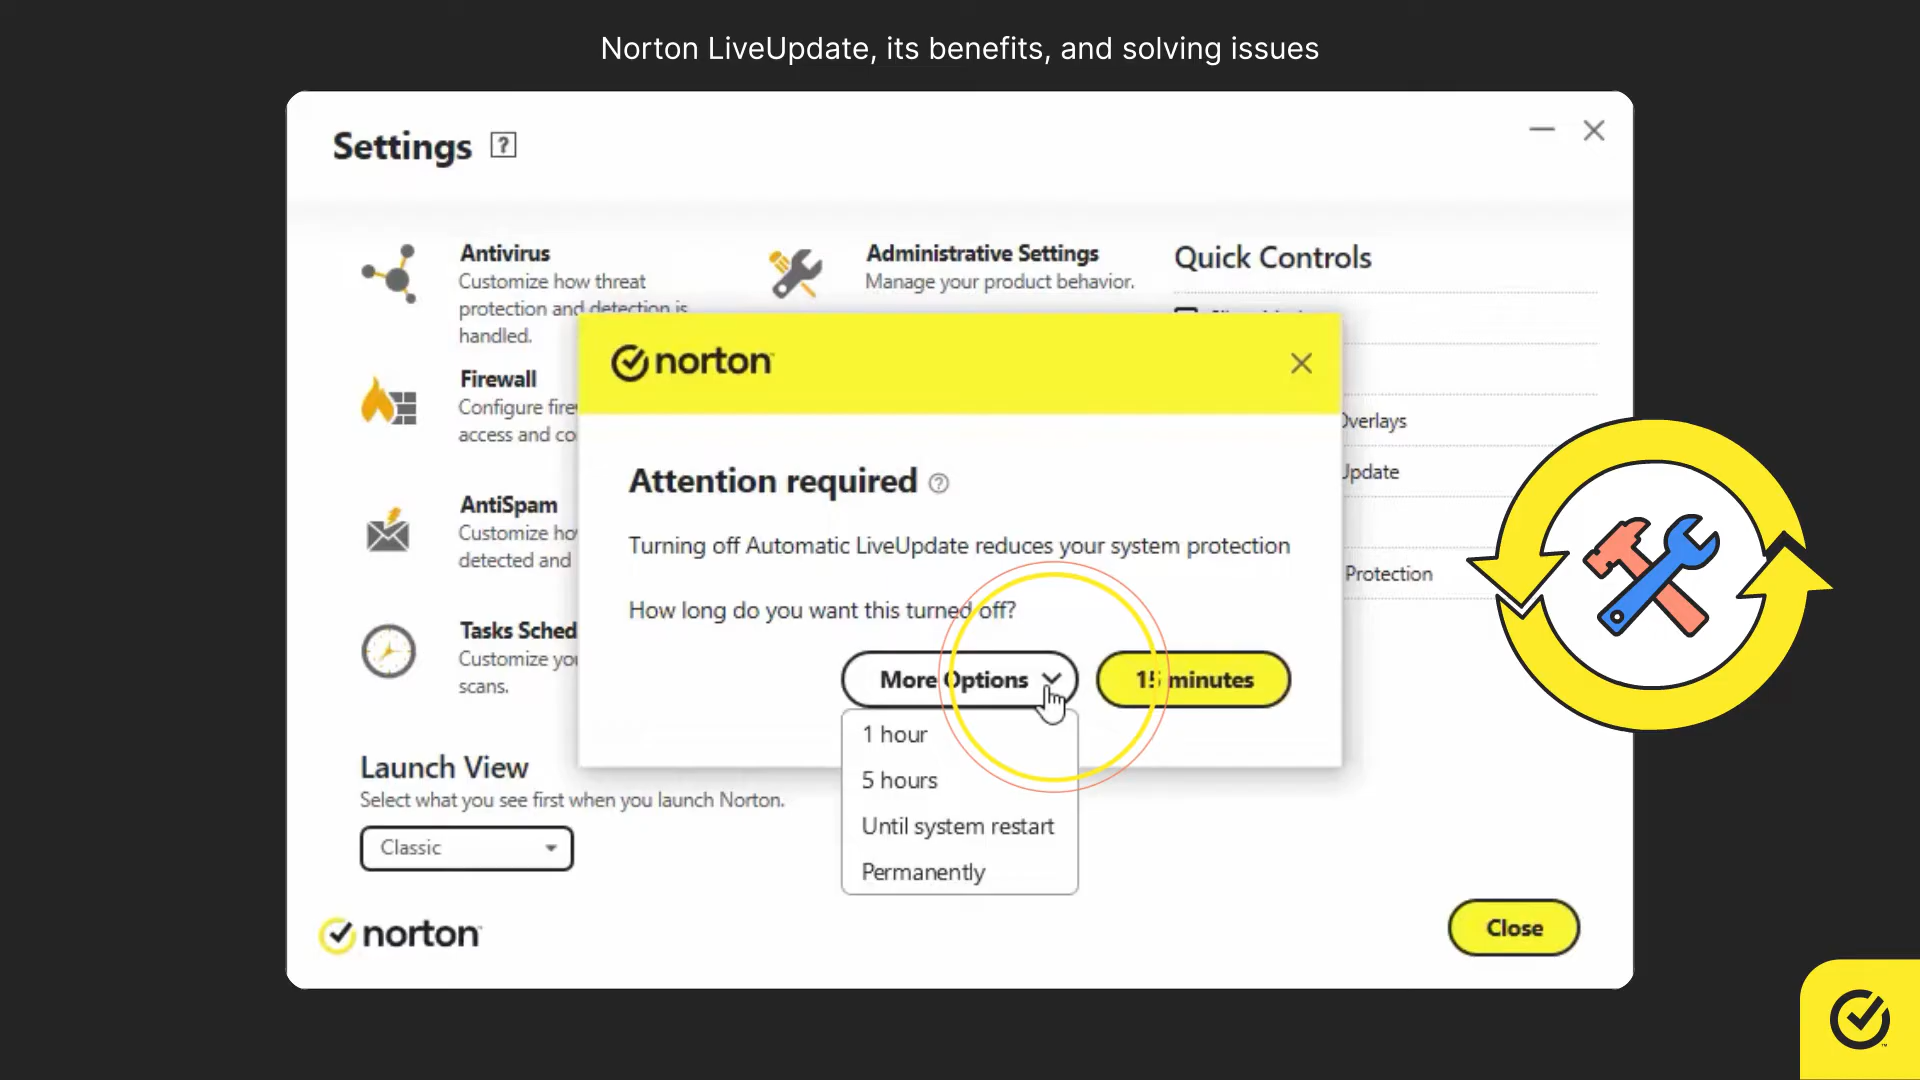 Norton LiveUpdate, its benefits, and solving issues
Settings ?
Antivirus
Customize how threat
protection and detection is
handled.
Administrative Settings
Manage your product behavior.
Quick Controls
norton
Firewall
Configure fire
access and co
Overlays
Update
Attention required ?
AntiSpam
Customize ho
detected and
Turning off Automatic LiveUpdate reduces your system protection
Protection
How long do you want this turned off?
Tasks Sched
Customize you
scans.
More Options
15 minutes
1 hour
5 hours
Until system restart
Permanently
Launch View
Select what you see first when you launch Norton.
Classic
norton
Close